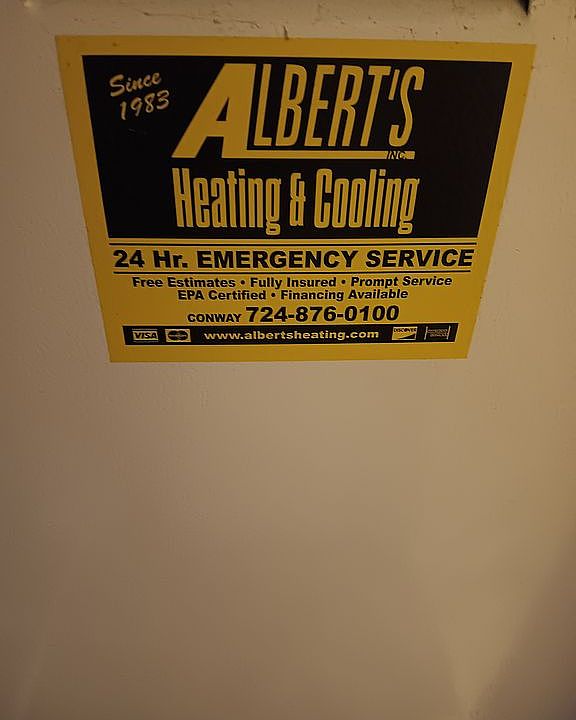 Since
1983
ALBERT'S
INC.
Heating & Cooling
24 Hr. EMERGENCY SERVICE
Free Estimates • Fully Insured • Prompt Service
EPA Certified • Financing Available
CONWAY 724-876-0100
VISA www.albertsheating.com DISCOVER